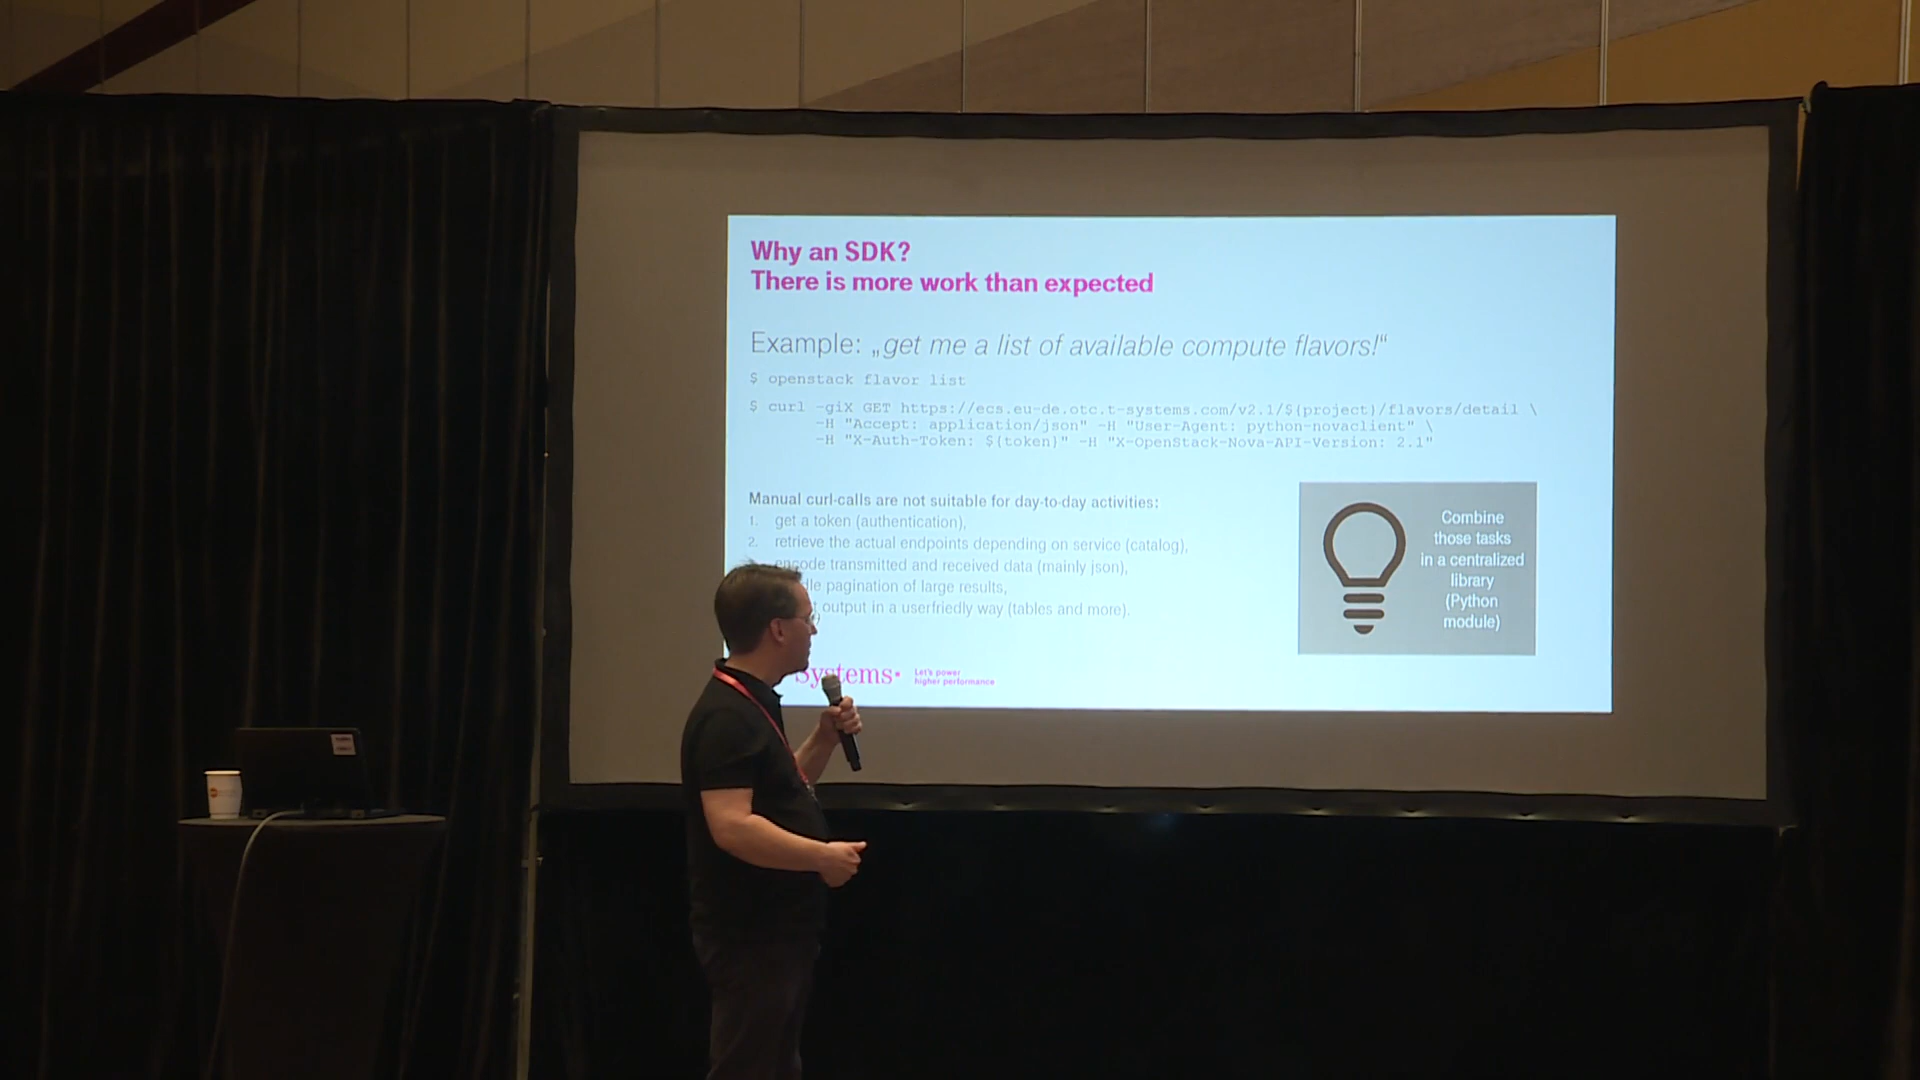 Why an SDK?
There is more work than expected
Example: „get me a list of available compute flavors!“
$ openstack flavor list
$ curl -giX GET https://ecs.eu-de.otc.t-systems.com/v2.1/${project}/flavors/detail \
-H "Accept: application/json" -H "User-Agent: python-novaclient" \
-H "X-Auth-Token: ${token}" -H "X-OpenStack-Nova-API-Version: 2.1"
Manual curl-calls are not suitable for day-to-day activities:
1. get a token (authentication),
2. retrieve the actual endpoints depending on service (catalog),
encode transmitted and received data (mainly json),
dle pagination of large results,
t output in a userfriedly way (tables and more).
Combine
those tasks
in a centralized
library
(Python
module)
Systems
Let's power
higher performance